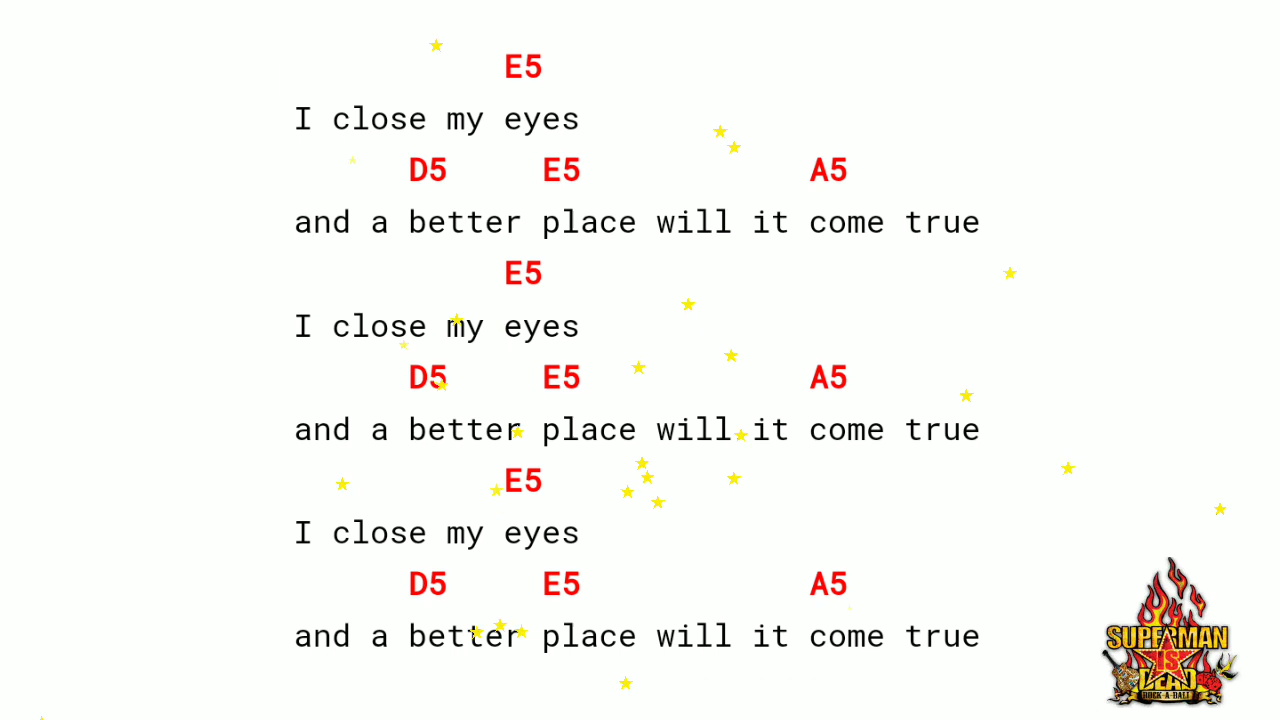 E5
I close my eyes
D5 E5 A5
and a better place will it come true
E5
I close my eyes
D5 E5 A5
and a better place will it come true
E5
I close my eyes
D5 E5 A5
and a better place will it come true
SUPERMAN
IS
DEAD
ROCK-A-BALI